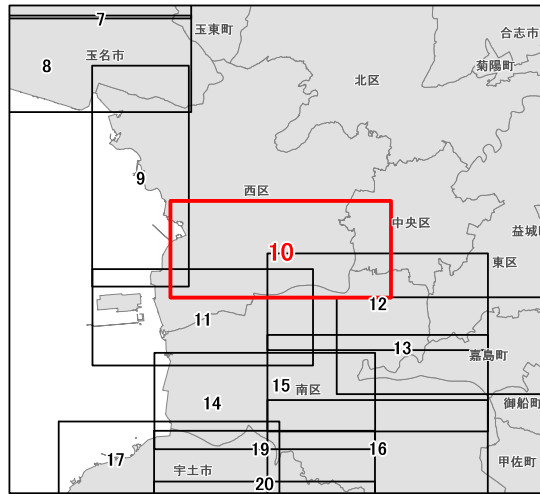 7
玉東町
合志市
玉名市
8
菊陽町
北区
9
西区
中央区
益城
10
東区
12
11
13
嘉島町
15
南区
14
御船町
19
16
17
宇土市
甲佐町
20